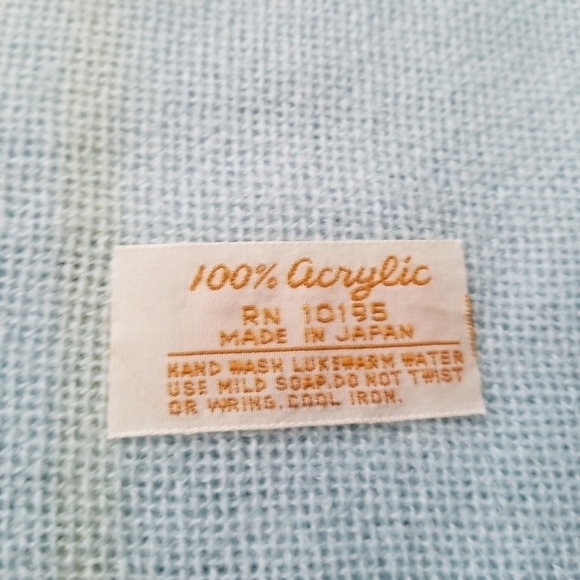 100% acrylic
RN 10195
MADE IN JAPAN
HAND WASH LUKEWARM WATER
USE MILD SOAP.DO NOT TWIST
OR WRING. COOL IRON.